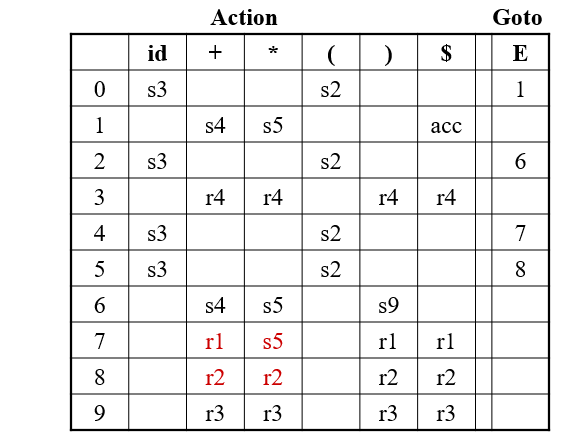 Action Goto
id + * ( ) $ E
0 s3 s2 1
1 s4 s5 acc
2 s3 s2 6
3 r4 r4 r4 r4
4 s3 s2 7
5 s3 s2 8
6 s4 s5 s9
7 r1 s5 r1 r1
8 r2 r2 r2 r2
9 r3 r3 r3 r3